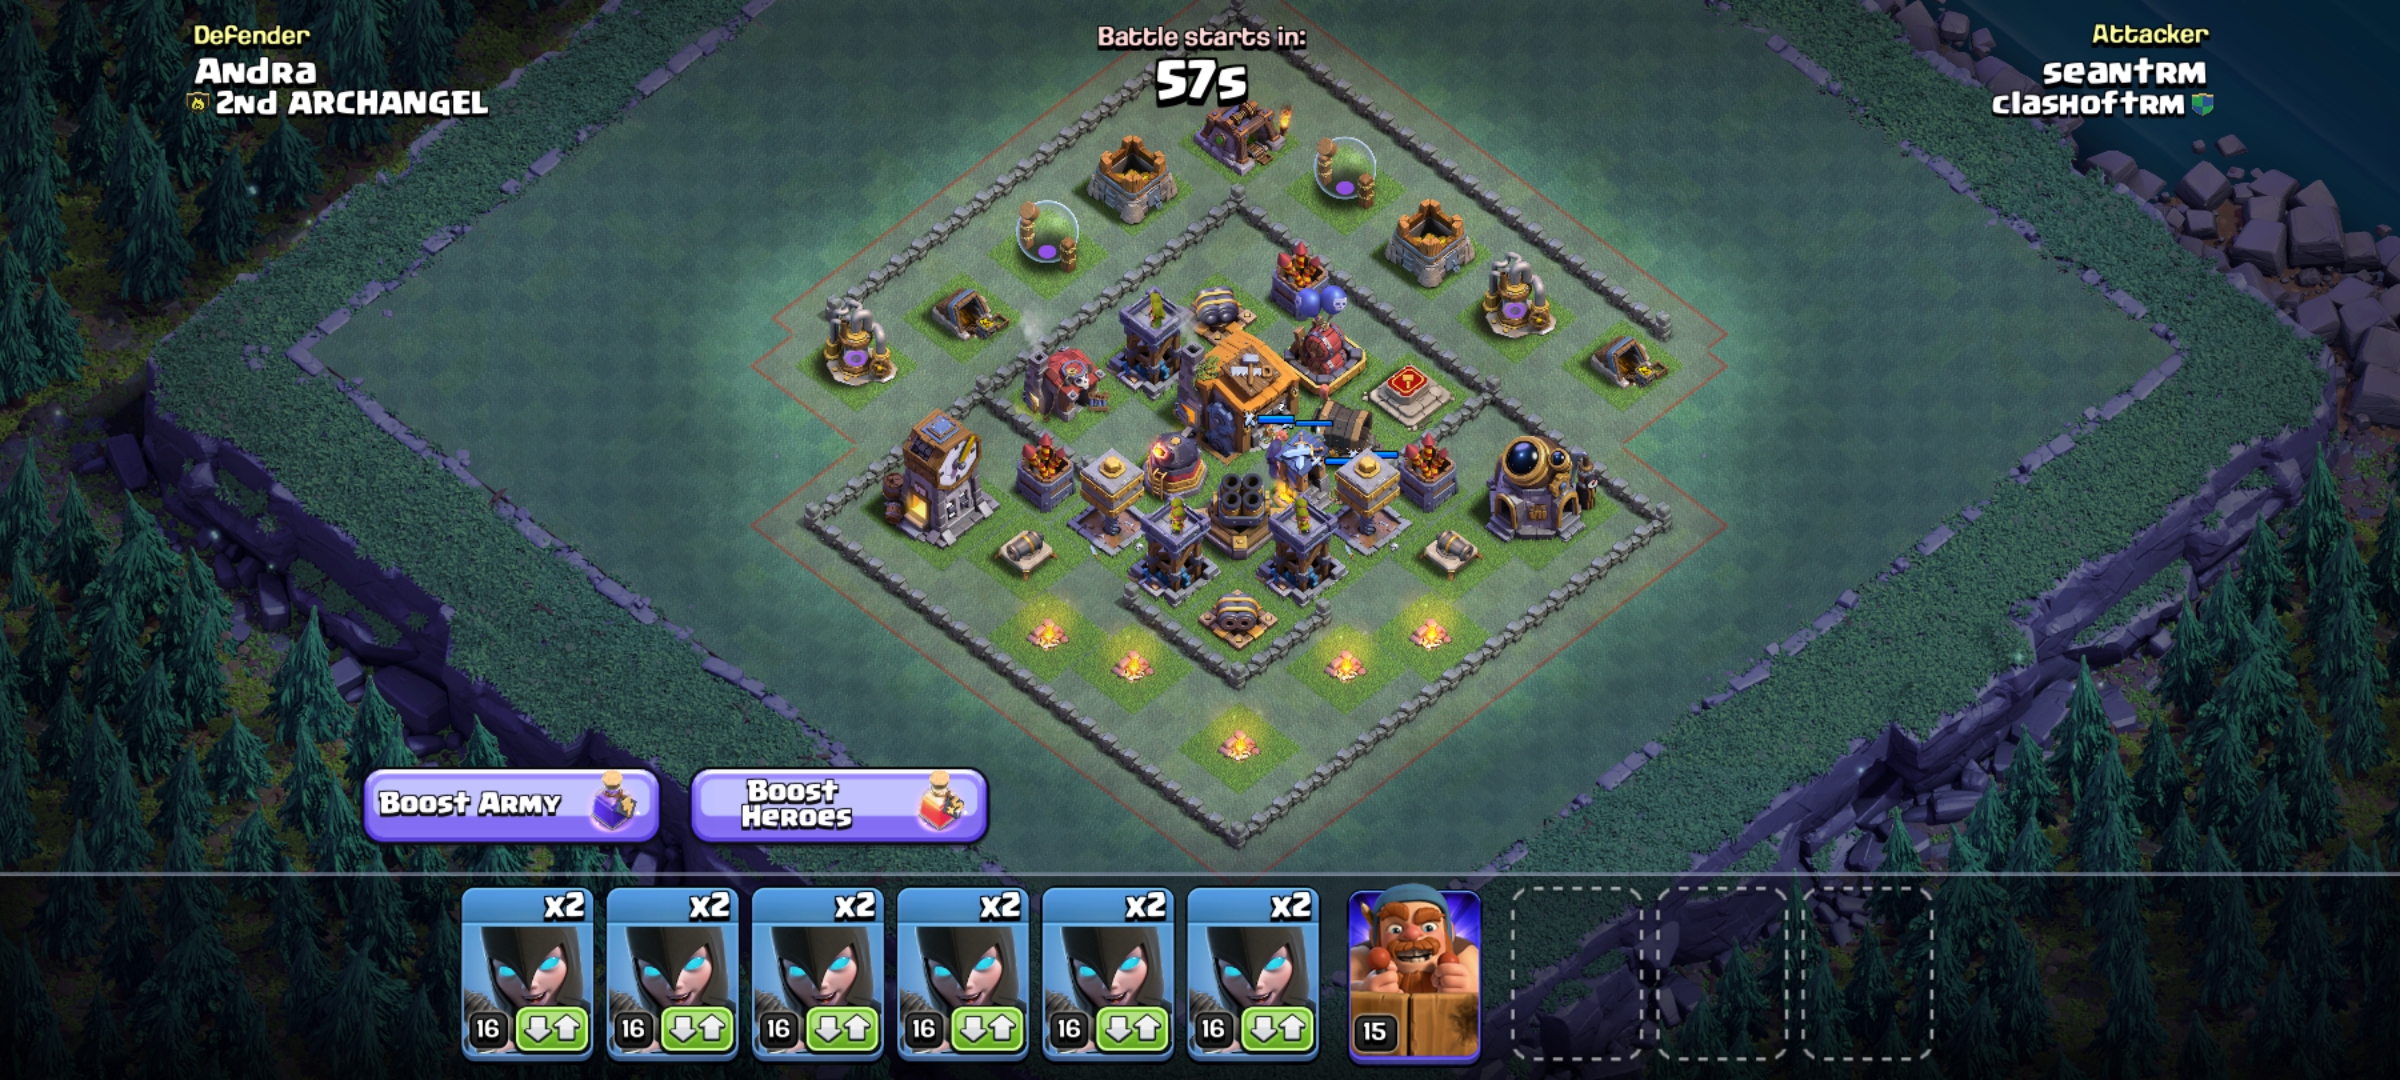 Defender
Andra
2nd ARCHANGEL
Battle starts in:
57s
Attacker
seantRM
clashoftRM
Boost Army
Boost
Heroes
x2
x2
x2
x2
x2
x2
16
16
16
16
16
16
15